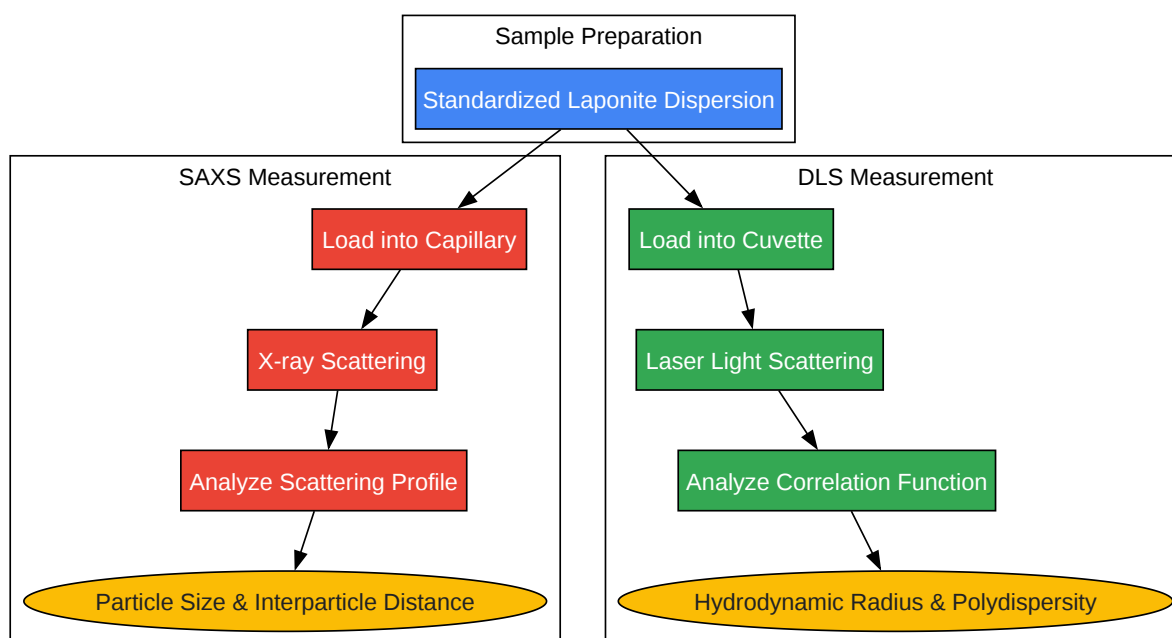 Sample Preparation
Standardized Laponite Dispersion
SAXS Measurement
Load into Capillary
X-ray Scattering
Analyze Scattering Profile
Particle Size & Interparticle Distance
DLS Measurement
Load into Cuvette
Laser Light Scattering
Analyze Correlation Function
Hydrodynamic Radius & Polydispersity